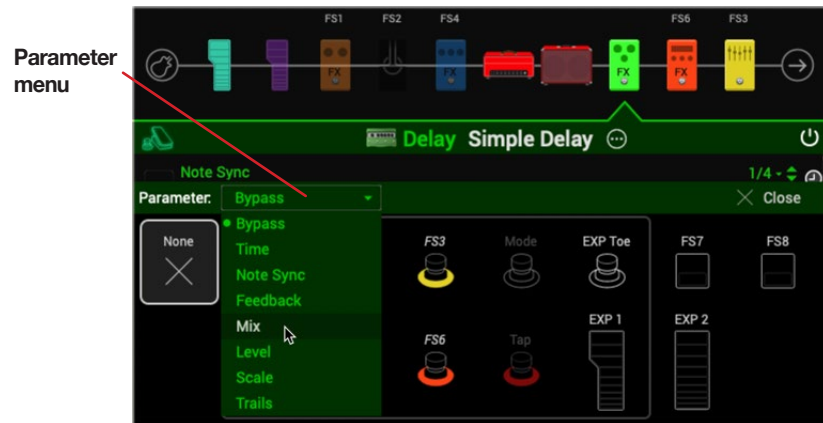 FS1 FS2 FS4 FS6 FS3
Parameter
menu
FX FX FX FX
Delay Simple Delay
Note Sync 1/4
Parameter: Bypass Close
Bypass
None FS3 Mode EXP Toe FS7 FS8
Time
Note Sync
Feedback
Mix EXP 1 EXP 2
Level FS6 Tap
Scale
Trails